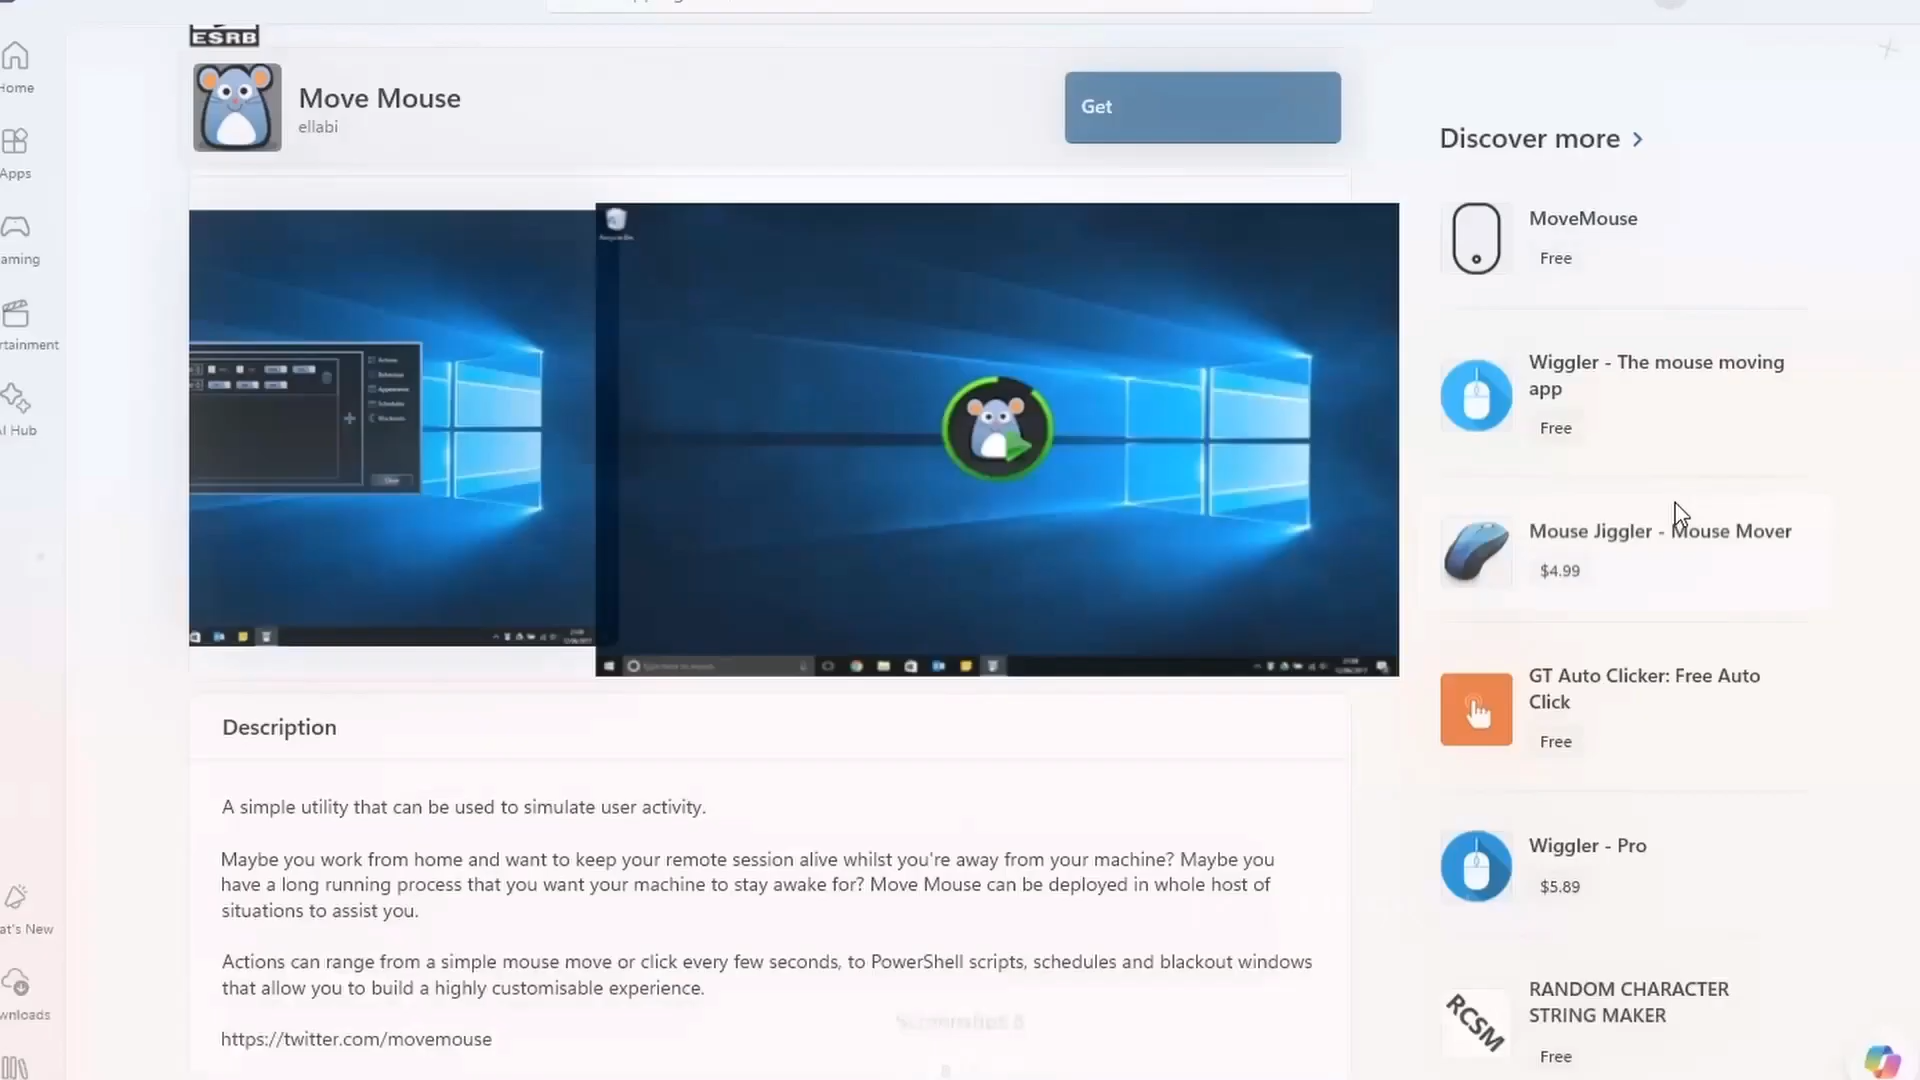 ESRB
Move Mouse
ellabi
Get
Home
Apps
aming
rtainment
AI Hub
at's New
wnloads
Discover more
MoveMouse
Free
Wiggler - The mouse moving
app
Free
Mouse Jiggler - Mouse Mover
$4.99
GT Auto Clicker: Free Auto
Click
Free
Wiggler - Pro
$5.89
RCSM
RANDOM CHARACTER
STRING MAKER
Free
Recycle Bin
Description
A simple utility that can be used to simulate user activity.
Maybe you work from home and want to keep your remote session alive whilst you're away from your machine? Maybe you
have a long running process that you want your machine to stay awake for? Move Mouse can be deployed in whole host of
situations to assist you.
Actions can range from a simple mouse move or click every few seconds, to PowerShell scripts, schedules and blackout windows
that allow you to build a highly customisable experience.
Screenshots
https://twitter.com/movemouse